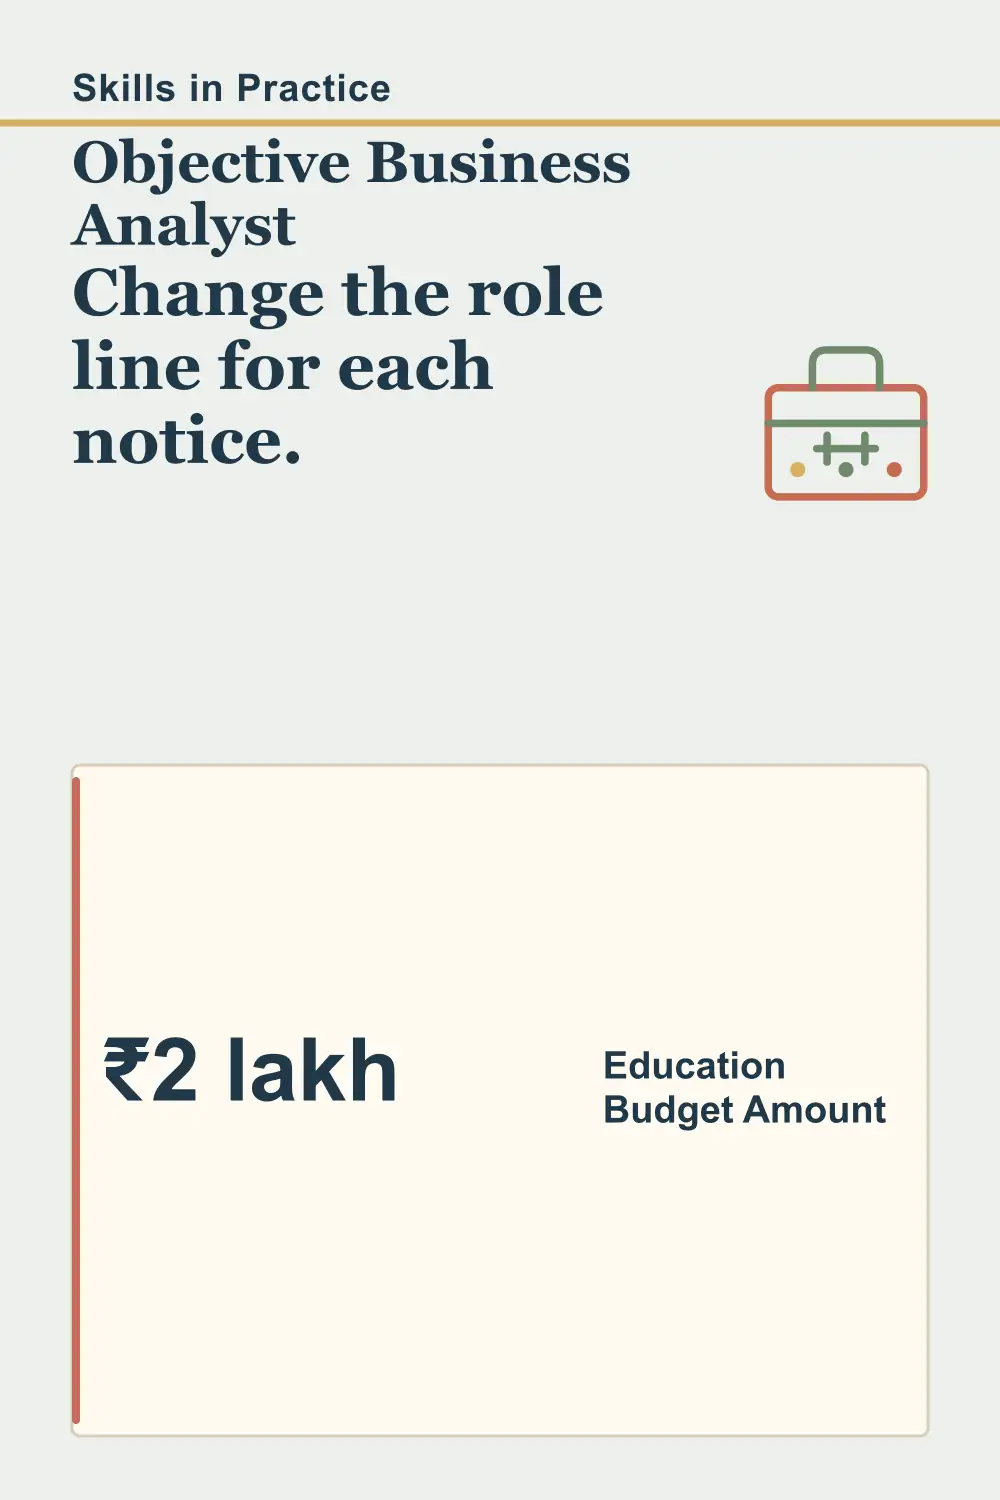 Skills in Practice
Objective Business
Analyst
Change the role
line for each
notice.
₹2 lakh
Education
Budget Amount